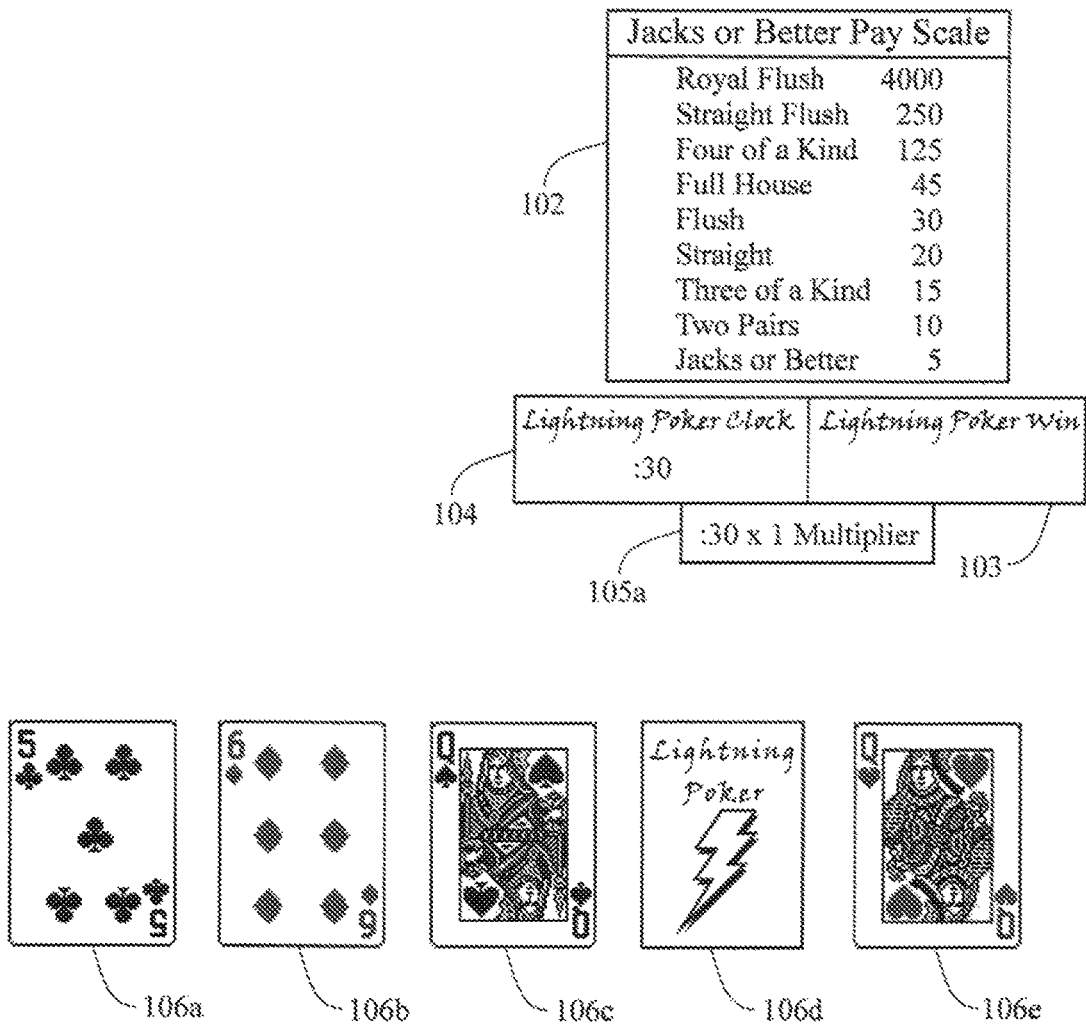 Jacks or Better Pay Scale
Royal Flush 4000
Straight Flush 250
Four of a Kind 125
Full House 45
Flush 30
Straight 20
Three of a Kind 15
Two Pairs 10
Jacks or Better 5
102
Lightning Poker Clock Lightning Poker Win
:30
104
:30 x 1 Multiplier
103
105a
5 6 Q Lightning Q
Poker
5 6 Q Q
106a 106b 106c 106d 106e